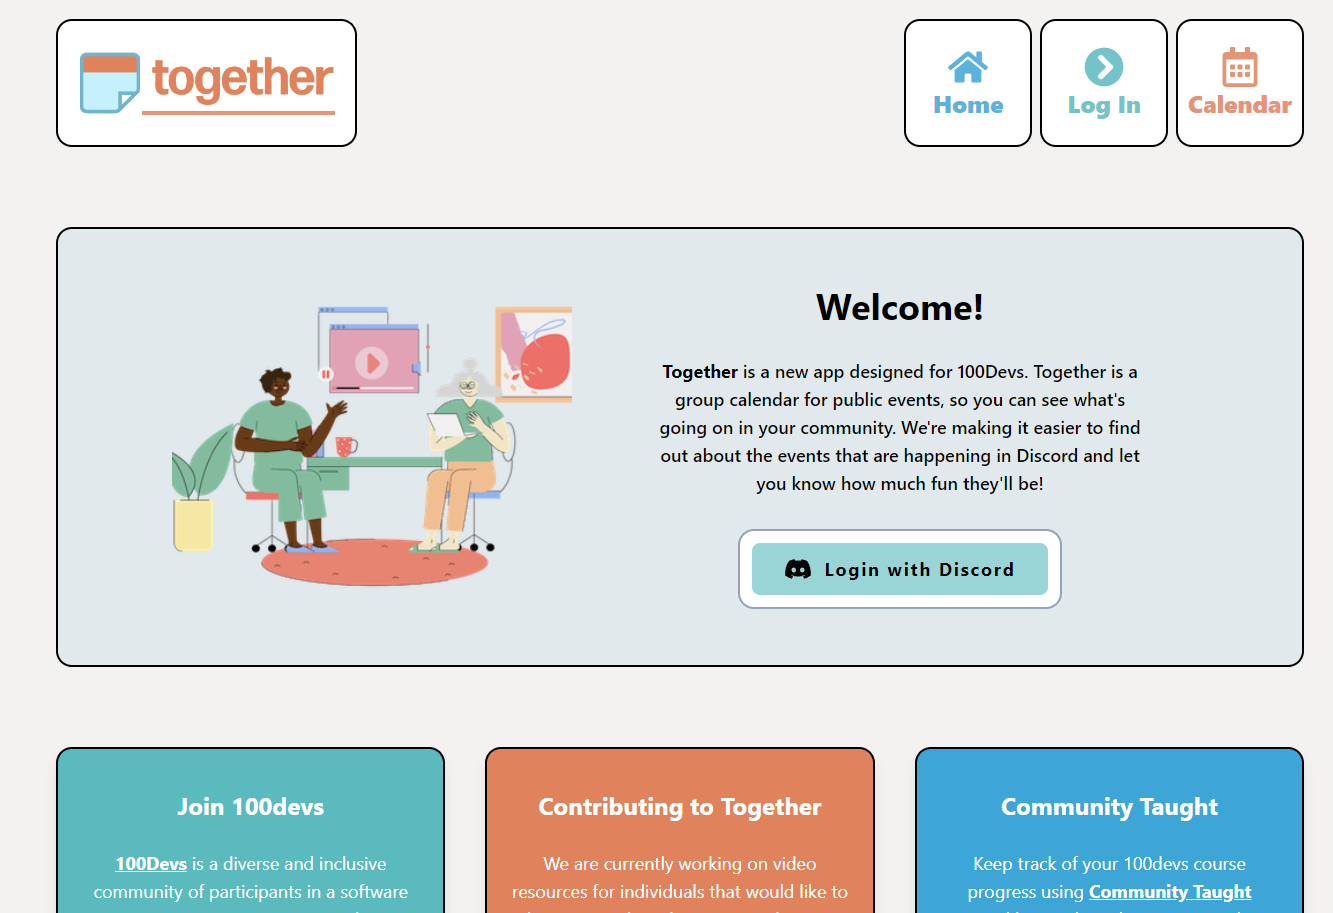 together
Home
Log In
Calendar
Welcome!
Together is a new app designed for 100Devs. Together is a
group calendar for public events, so you can see what's
going on in your community. We're making it easier to find
out about the events that are happening in Discord and let
you know how much fun they'll be!
Login with Discord
Join 100devs
100Devs is a diverse and inclusive
community of participants in a software
Contributing to Together
We are currently working on video
resources for individuals that would like to
Community Taught
Keep track of your 100devs course
progress using Community Taught